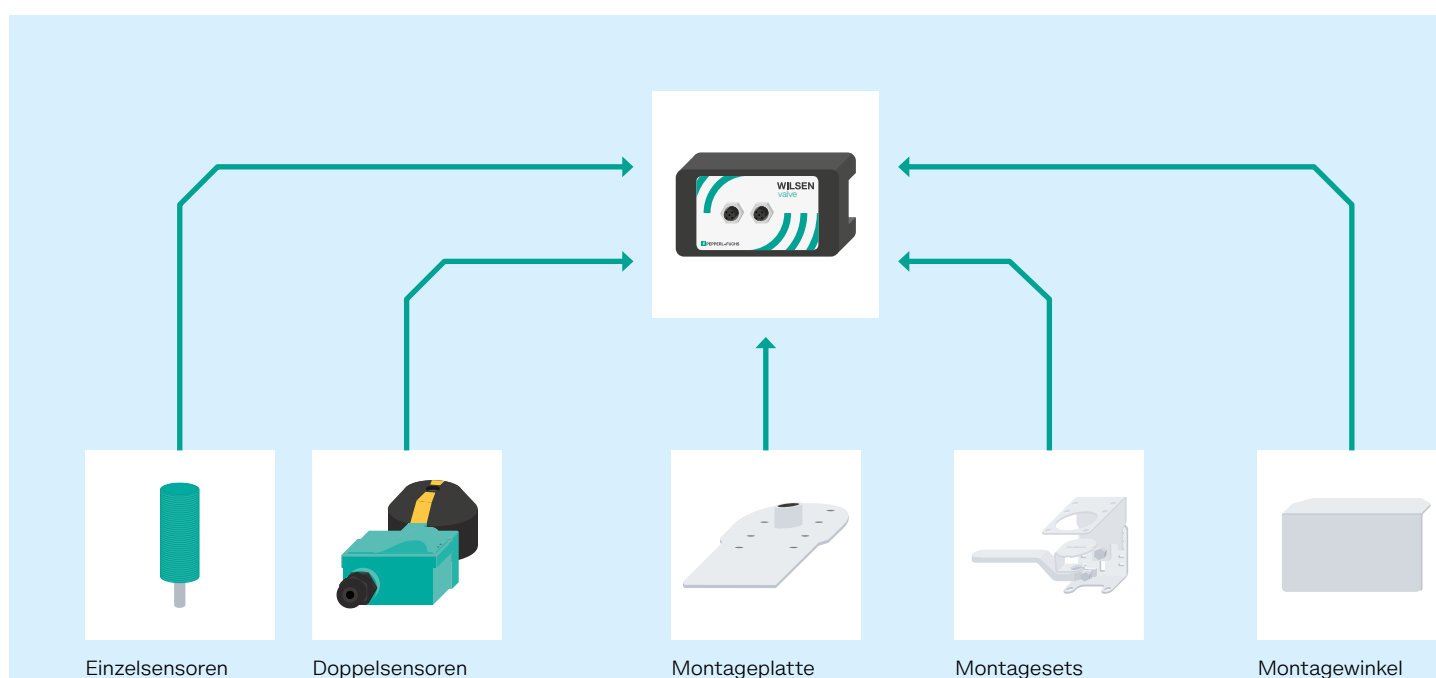 WILSEN
valve
PEPPERL+FUCHS
Einzelsensoren
Doppelsensoren
Montageplatte
Montagesets
Montagewinkel